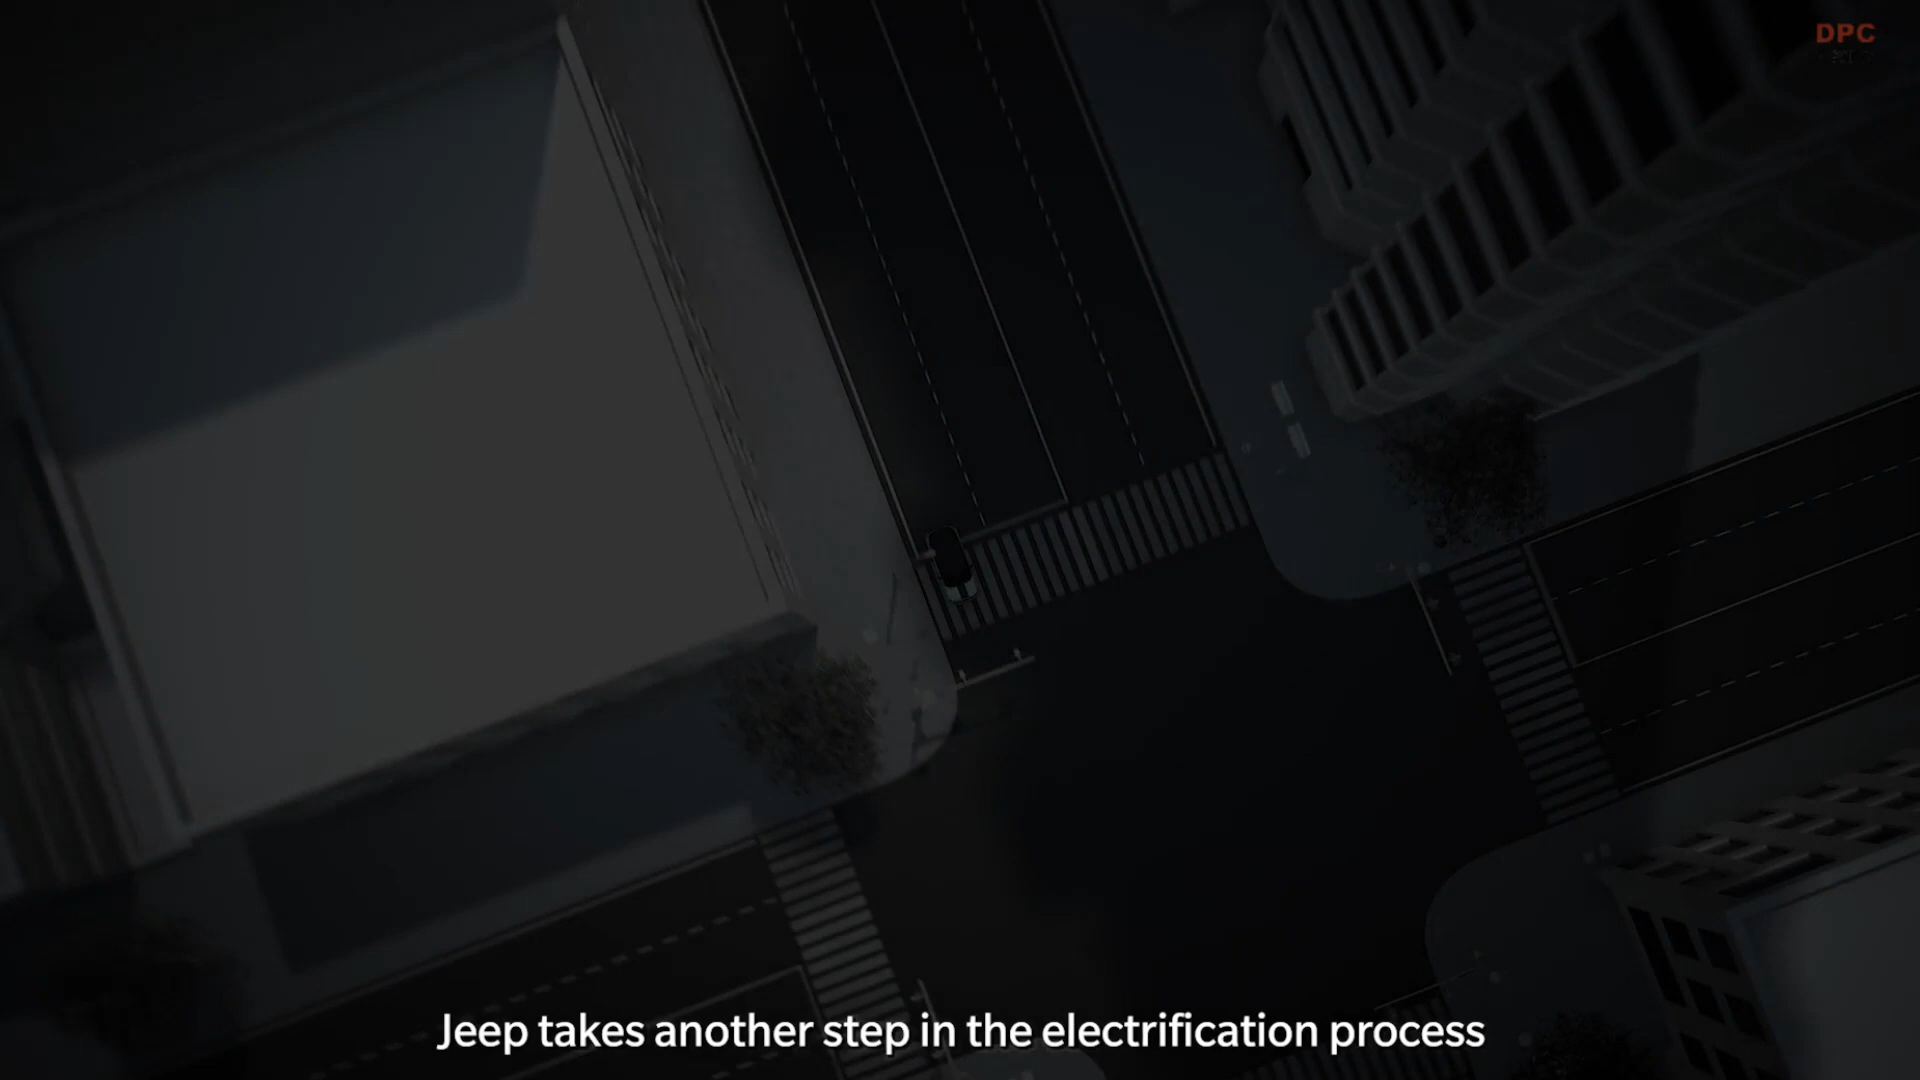 DPC
Jeep takes another step in the electrification process